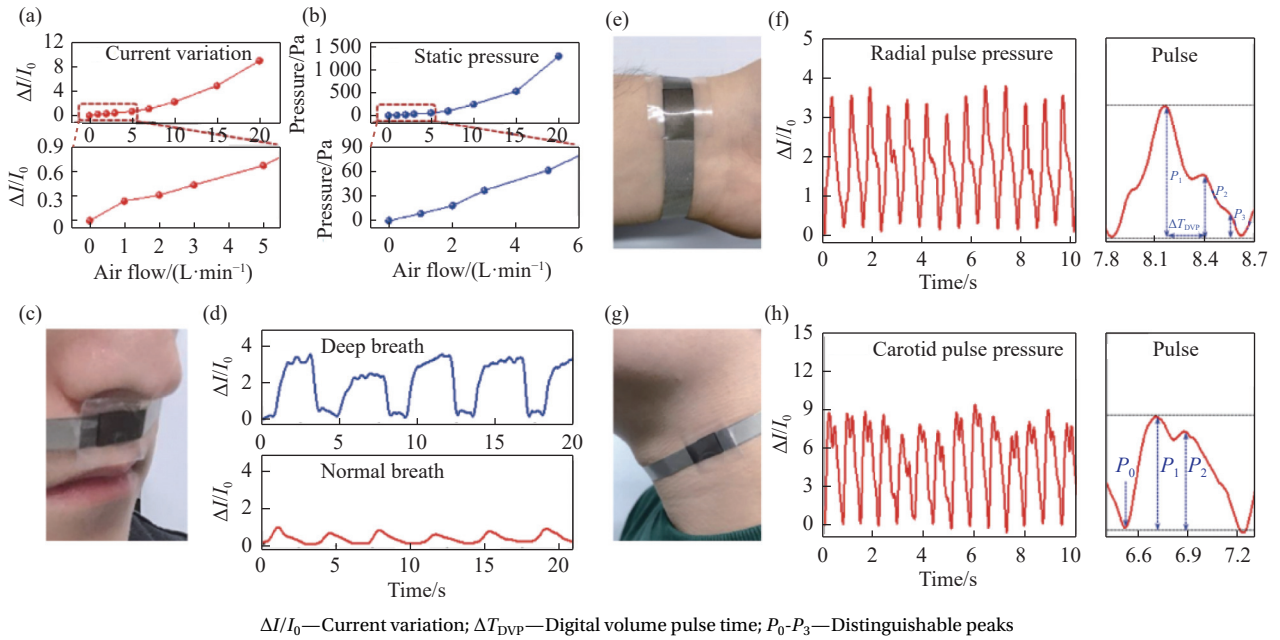 (a)
Current variation
ΔI/I₀
12
8
4
0
0 5 10 15 20
ΔI/I₀
0.9
0.6
0.3
0
0 1 2 3 4 5
Air flow/(L·min⁻¹)
(b)
Static pressure
Pressure/Pa
1 500
1 000
500
0
0 5 10 15 20
Pressure/Pa
90
60
30
0
0 2 4 6
Air flow/(L·min⁻¹)
(c)
(d)
Deep breath
ΔI/I₀
4
2
0
0 5 10 15 20
Normal breath
ΔI/I₀
4
2
0
0 5 10 15 20
Time/s
(e)
(f)
Radial pulse pressure
ΔI/I₀
5
4
3
2
1
0
0 2 4 6 8 10
Time/s
Pulse
P₁
P₂
P₃
ΔT_DVP
7.8 8.1 8.4 8.7
(g)
(h)
Carotid pulse pressure
ΔI/I₀
15
12
9
6
3
0
0 2 4 6 8 10
Time/s
Pulse
P₀ P₁ P₂
6.6 6.9 7.2
ΔI/I₀—Current variation; ΔT_DVP—Digital volume pulse time; P₀-P₃—Distinguishable peaks